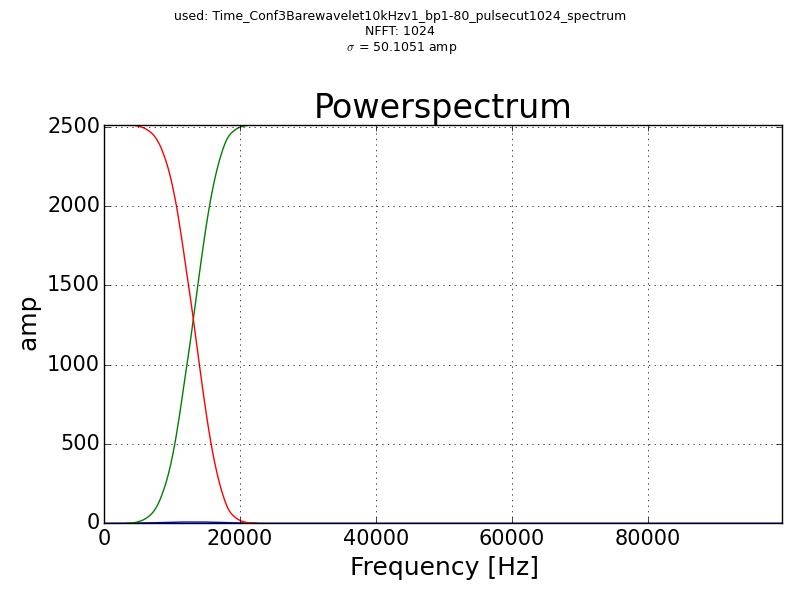 used: Time_Conf3Barewavelet10kHzv1_bp1-80_pulsecut1024_spectrum
NFFT: 1024
σ = 50.1051 amp
Powerspectrum
2500
2000
1500
1000
500
0
amp
0 20000 40000 60000 80000
Frequency [Hz]